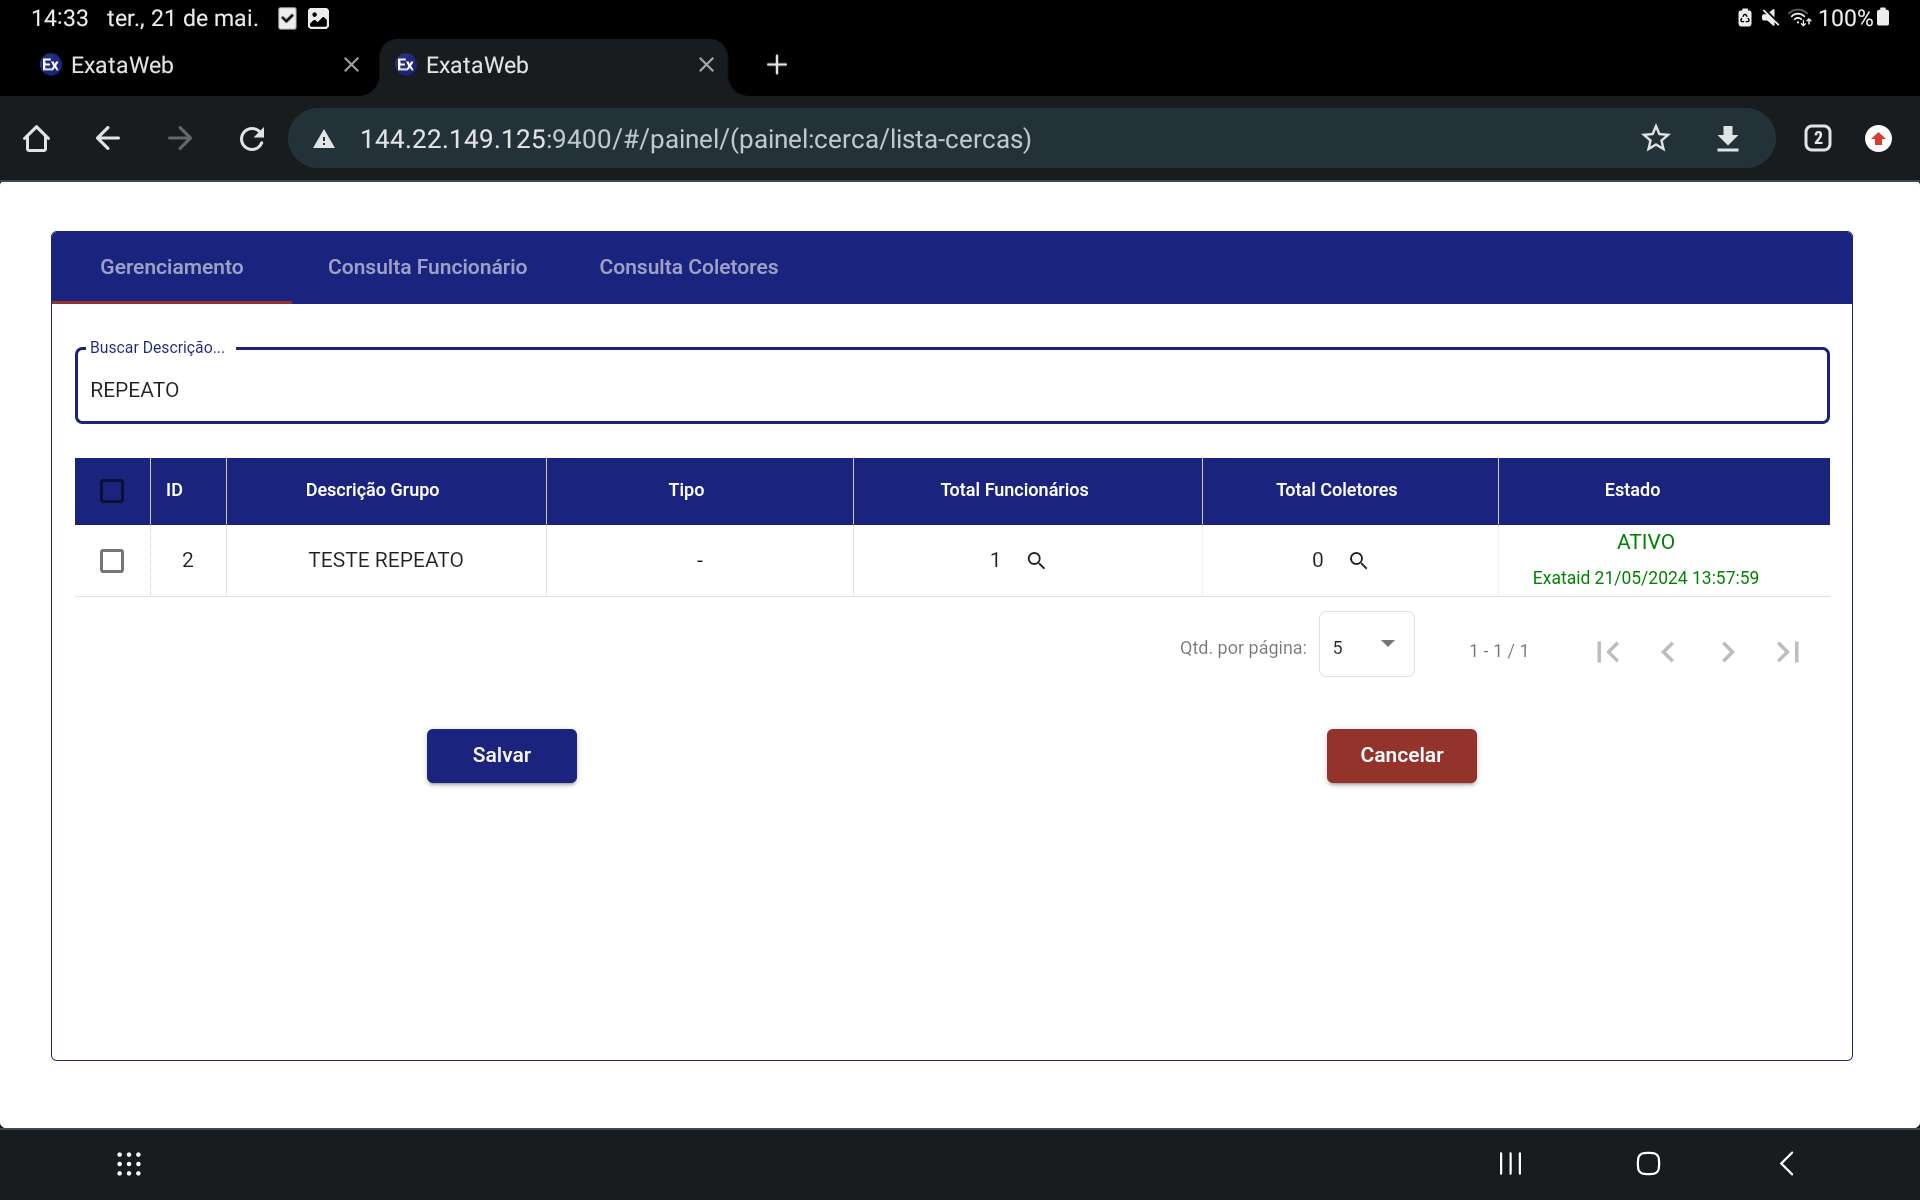 14:33 ter., 21 de mai. 100%
Ex ExataWeb Ex ExataWeb
144.22.149.125:9400/#/painel/(painel:cerca/lista-cercas) 2
Gerenciamento Consulta Funcionário Consulta Coletores
Buscar Descrição...
REPEATO
ID Descrição Grupo Tipo Total Funcionários Total Coletores Estado
2 TESTE REPEATO - 1 0 ATIVO
Exataid 21/05/2024 13:57:59
Qtd. por página: 5 1 - 1 / 1
Salvar Cancelar